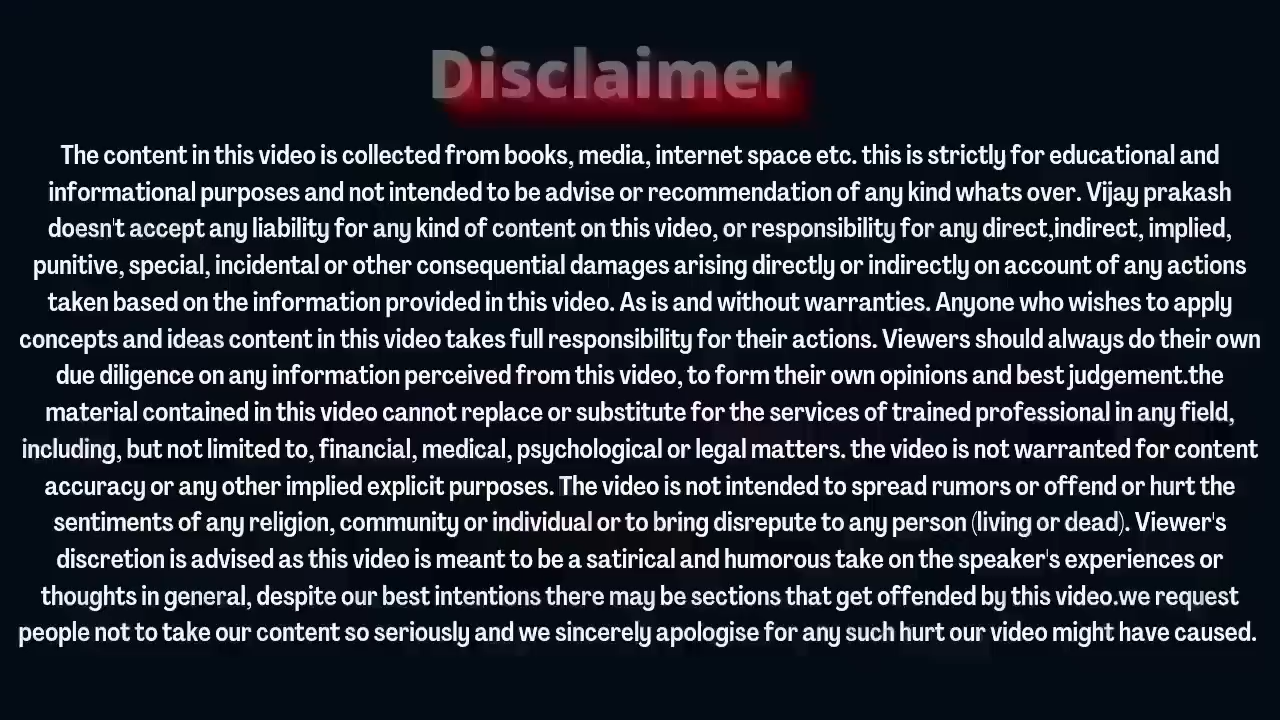 Disclaimer
The content in this video is collected from books, media, internet space etc. this is strictly for educational and
informational purposes and not intended to be advise or recommendation of any kind whats over. Vijay prakash
doesn't accept any liability for any kind of content on this video, or responsibility for any direct,indirect, implied,
punitive, special, incidental or other consequential damages arising directly or indirectly on account of any actions
taken based on the information provided in this video. As is and without warranties. Anyone who wishes to apply
concepts and ideas content in this video takes full responsibility for their actions. Viewers should always do their own
due diligence on any information perceived from this video, to form their own opinions and best judgement.the
material contained in this video cannot replace or substitute for the services of trained professional in any field,
including, but not limited to, financial, medical, psychological or legal matters. the video is not warranted for content
accuracy or any other implied explicit purposes. The video is not intended to spread rumors or offend or hurt the
sentiments of any religion, community or individual or to bring disrepute to any person (living or dead). Viewer's
discretion is advised as this video is meant to be a satirical and humorous take on the speaker's experiences or
thoughts in general, despite our best intentions there may be sections that get offended by this video.we request
people not to take our content so seriously and we sincerely apologise for any such hurt our video might have caused.